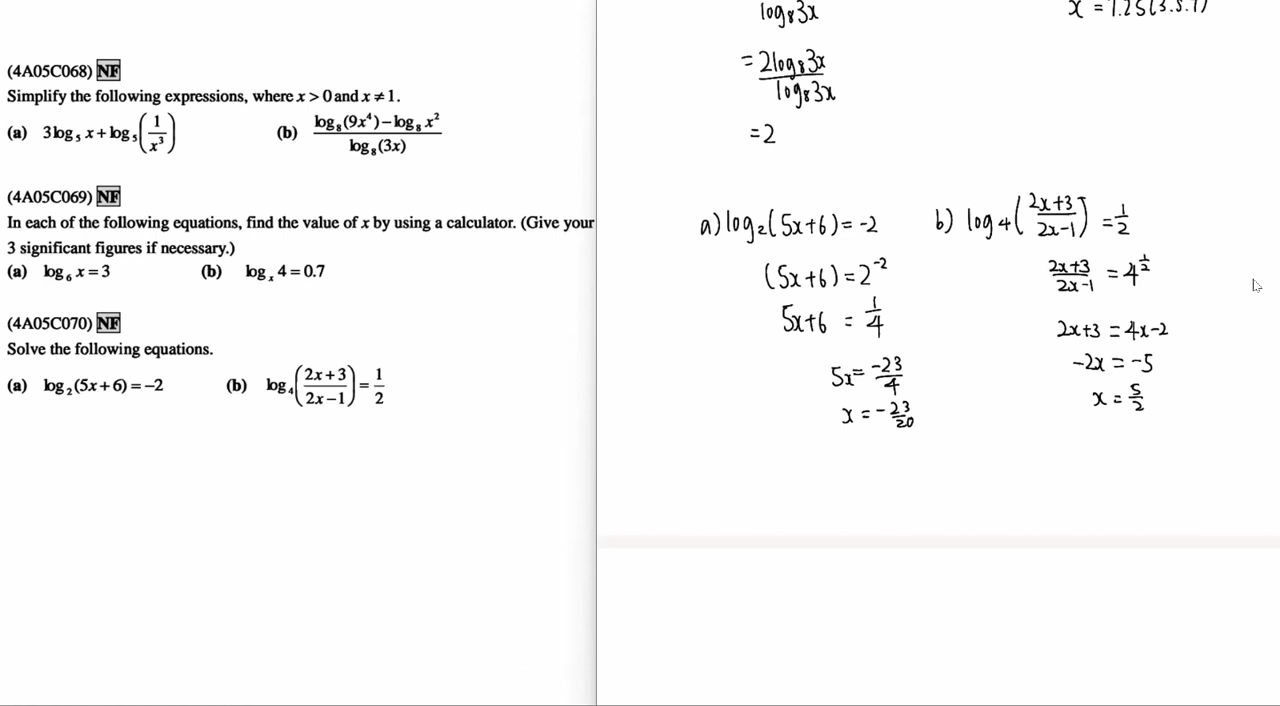 (4A05C068) NF
Simplify the following expressions, where x > 0 and x ≠ 1.
(a) 3 log₅ x + log₅(1/x³) (b) (log₈(9x⁴) − log₈ x²)/(log₈(3x))
(4A05C069) NF
In each of the following equations, find the value of x by using a calculator. (Give your
3 significant figures if necessary.)
(a) log₆ x = 3 (b) logₓ 4 = 0.7
(4A05C070) NF
Solve the following equations.
(a) log₂(5x + 6) = −2 (b) log₄((2x + 3)/(2x − 1)) = 1/2
log₈3x
= (2log₈3x)/(log₈3x)
= 2
a) log₂(5x+6) = -2
(5x+6) = 2⁻²
5x+6 = 1/4
5x = -23/4
x = -23/20
b) log₄((2x+3)/(2x-1)) = 1/2
(2x+3)/(2x-1) = 4^(1/2)
2x+3 = 4x-2
-2x = -5
x = 5/2